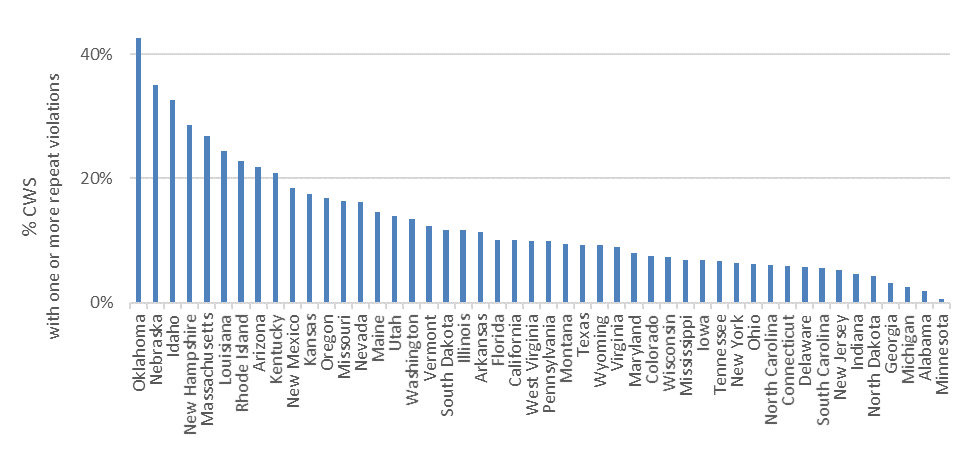 40%
20%
0%
% CWS
with one or more repeat violations
Oklahoma
Nebraska
Idaho
New Hampshire
Massachusetts
Louisiana
Rhode Island
Arizona
Kentucky
New Mexico
Kansas
Oregon
Missouri
Nevada
Maine
Utah
Washington
Vermont
South Dakota
Illinois
Arkansas
Florida
California
West Virginia
Pennsylvania
Montana
Texas
Wyoming
Virginia
Maryland
Colorado
Wisconsin
Mississippi
Iowa
Tennessee
New York
Ohio
North Carolina
Connecticut
Delaware
South Carolina
New Jersey
Indiana
North Dakota
Georgia
Michigan
Alabama
Minnesota